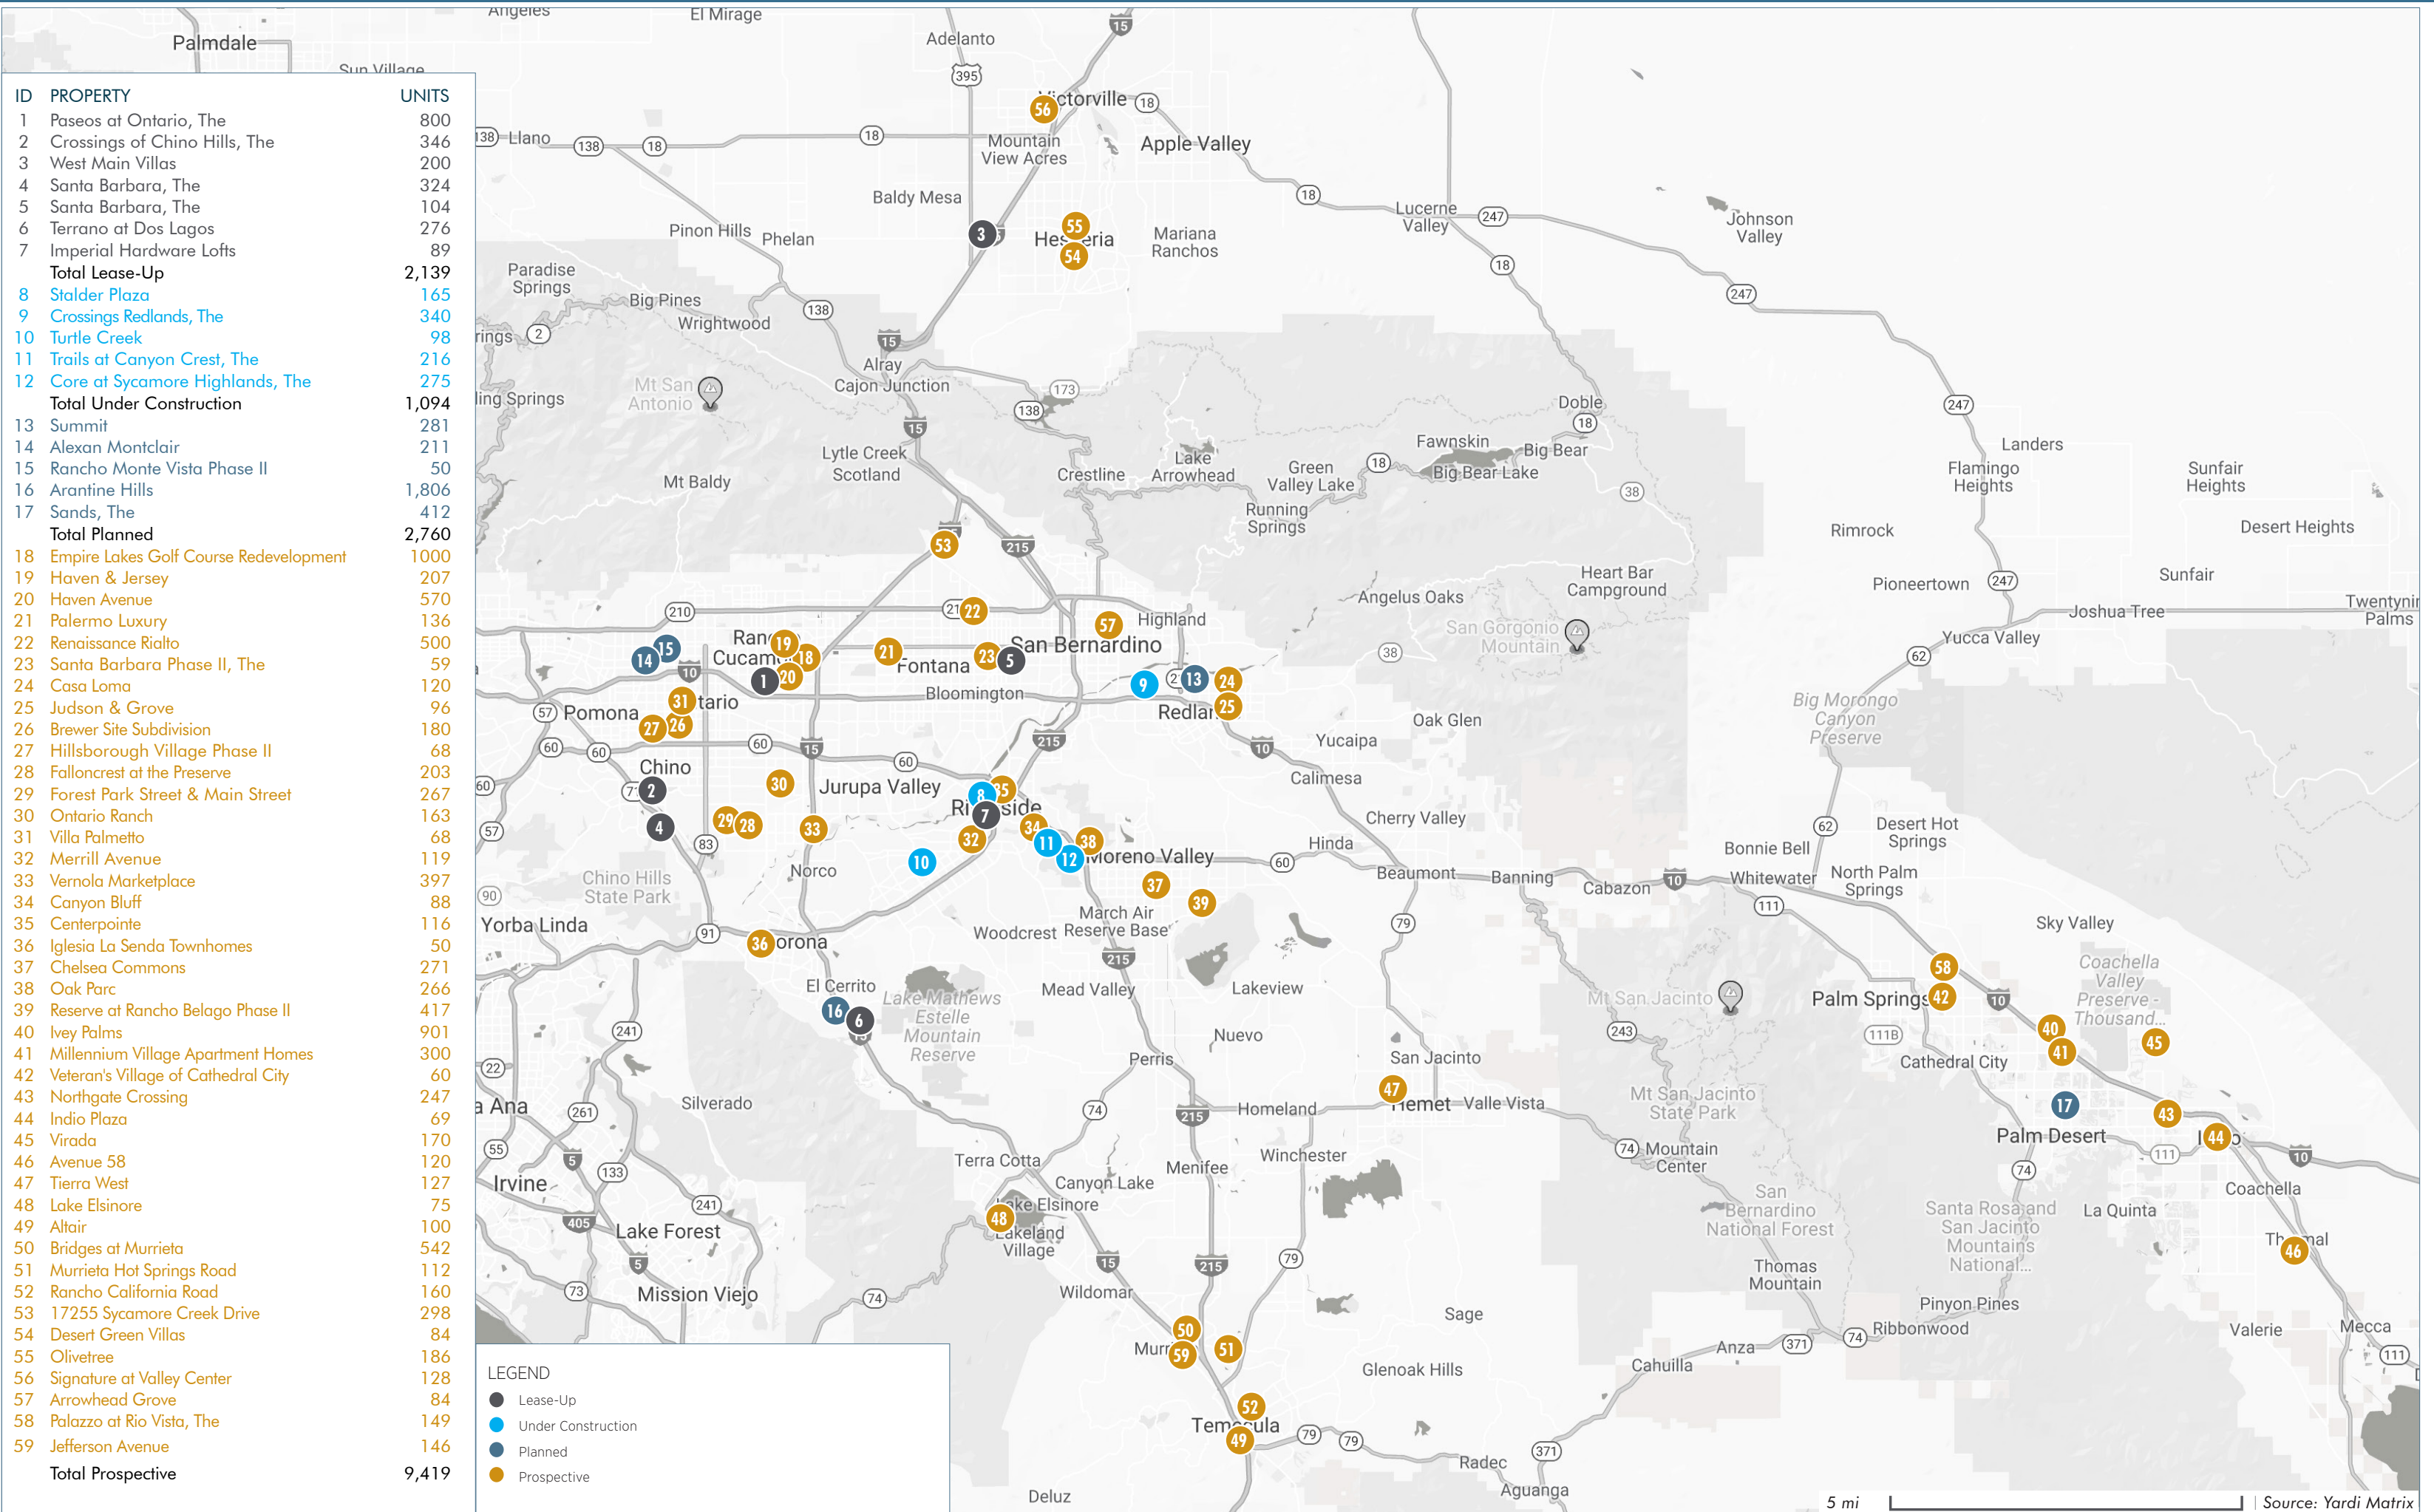 ID PROPERTY UNITS
1 Paseos at Ontario, The 800
2 Crossings of Chino Hills, The 346
3 West Main Villas 200
4 Santa Barbara, The 324
5 Santa Barbara, The 104
6 Terrano at Dos Lagos 276
7 Imperial Hardware Lofts 89
Total Lease-Up 2,139
8 Stalder Plaza 165
9 Crossings Redlands, The 340
10 Turtle Creek 98
11 Trails at Canyon Crest, The 216
12 Core at Sycamore Highlands, The 275
Total Under Construction 1,094
13 Summit 281
14 Alexan Montclair 211
15 Rancho Monte Vista Phase II 50
16 Arantine Hills 1,806
17 Sands, The 412
Total Planned 2,760
18 Empire Lakes Golf Course Redevelopment 1000
19 Haven & Jersey 207
20 Haven Avenue 570
21 Palermo Luxury 136
22 Renaissance Rialto 500
23 Santa Barbara Phase II, The 59
24 Casa Loma 120
25 Judson & Grove 96
26 Brewer Site Subdivision 180
27 Hillsborough Village Phase II 68
28 Falloncrest at the Preserve 203
29 Forest Park Street & Main Street 267
30 Ontario Ranch 163
31 Villa Palmetto 68
32 Merrill Avenue 119
33 Vernola Marketplace 397
34 Canyon Bluff 88
35 Centerpointe 116
36 Iglesia La Senda Townhomes 50
37 Chelsea Commons 271
38 Oak Parc 266
39 Reserve at Rancho Belago Phase II 417
40 Ivey Palms 901
41 Millennium Village Apartment Homes 300
42 Veteran's Village of Cathedral City 60
43 Northgate Crossing 247
44 Indio Plaza 69
45 Virada 170
46 Avenue 58 120
47 Tierra West 127
48 Lake Elsinore 75
49 Altair 100
50 Bridges at Murrieta 542
51 Murrieta Hot Springs Road 112
52 Rancho California Road 160
53 17255 Sycamore Creek Drive 298
54 Desert Green Villas 84
55 Olivetree 186
56 Signature at Valley Center 128
57 Arrowhead Grove 84
58 Palazzo at Rio Vista, The 149
59 Jefferson Avenue 146
Total Prospective 9,419
LEGEND
Lease-Up
Under Construction
Planned
Prospective
Angeles
El Mirage
Palmdale
Adelanto
Sun Village
Victorville
Llano
Mountain
View Acres
Apple Valley
Baldy Mesa
Pinon Hills
Phelan
Mariana
Ranchos
Lucerne
Valley
Johnson
Valley
Paradise
Springs
Big Pines
Wrightwood
Alray
Cajon Junction
Mt San
Antonio
Doble
Lytle Creek
Scotland
Mt Baldy
Crestline
Lake
Arrowhead
Green
Valley Lake
Fawnskin
Big Bear
Big Bear Lake
Running
Springs
Landers
Flamingo
Heights
Sunfair
Heights
Desert Heights
Rimrock
Pioneertown
Sunfair
Joshua Tree
Yucca Valley
Heart Bar
Campground
Angelus Oaks
San Gorgonio
Mountain
Highland
San Bernardino
Fontana
Bloomington
Pomona
Oak Glen
Yucaipa
Calimesa
Big Morongo
Canyon
Preserve
Chino
Jurupa Valley
Cherry Valley
Hinda
Moreno Valley
Beaumont
Banning
Cabazon
Bonnie Bell
Whitewater
Desert Hot
Springs
North Palm
Springs
Norco
Chino Hills
State Park
Yorba Linda
March Air
Reserve Base
Woodcrest
Sky Valley
El Cerrito
Lake Mathews
Estelle
Mountain
Reserve
Mead Valley
Lakeview
Nuevo
Perris
San Jacinto
Mt San Jacinto
Palm Springs
Coachella
Valley
Preserve -
Thousand...
Cathedral City
Silverado
Homeland
Hemet
Valle Vista
Mt San Jacinto
State Park
Mountain
Center
Palm Desert
Irvine
Terra Cotta
Menifee
Winchester
Canyon Lake
Lake Elsinore
Lakeland
Village
Lake Forest
Mission Viejo
San
Bernardino
National Forest
Santa Rosa and
San Jacinto
Mountains
National...
La Quinta
Coachella
Thomas
Mountain
Wildomar
Sage
Pinyon Pines
Ribbonwood
Valerie
Mecca
Anza
Cahuilla
Glenoak Hills
Temecula
Radec
Aguanga
Deluz
5 mi
Source: Yardi Matrix